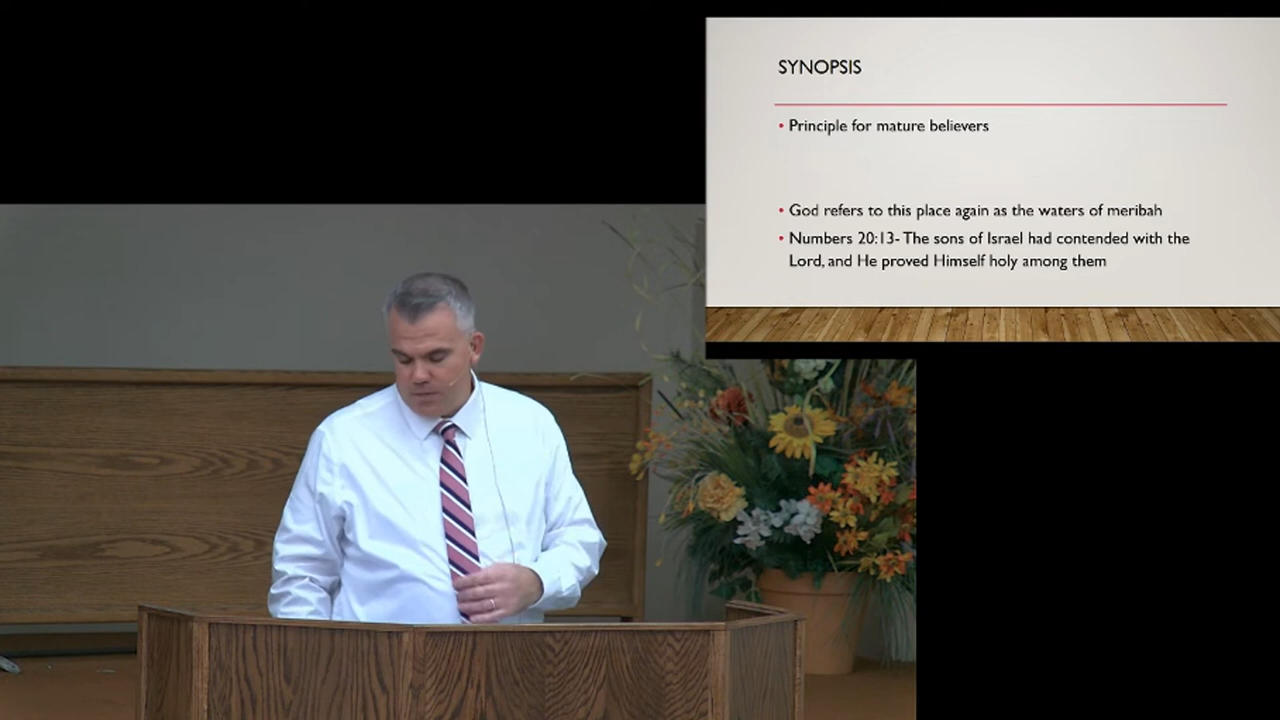 SYNOPSIS
• Principle for mature believers
• God refers to this place again as the waters of meribah
• Numbers 20:13- The sons of Israel had contended with the
Lord, and He proved Himself holy among them